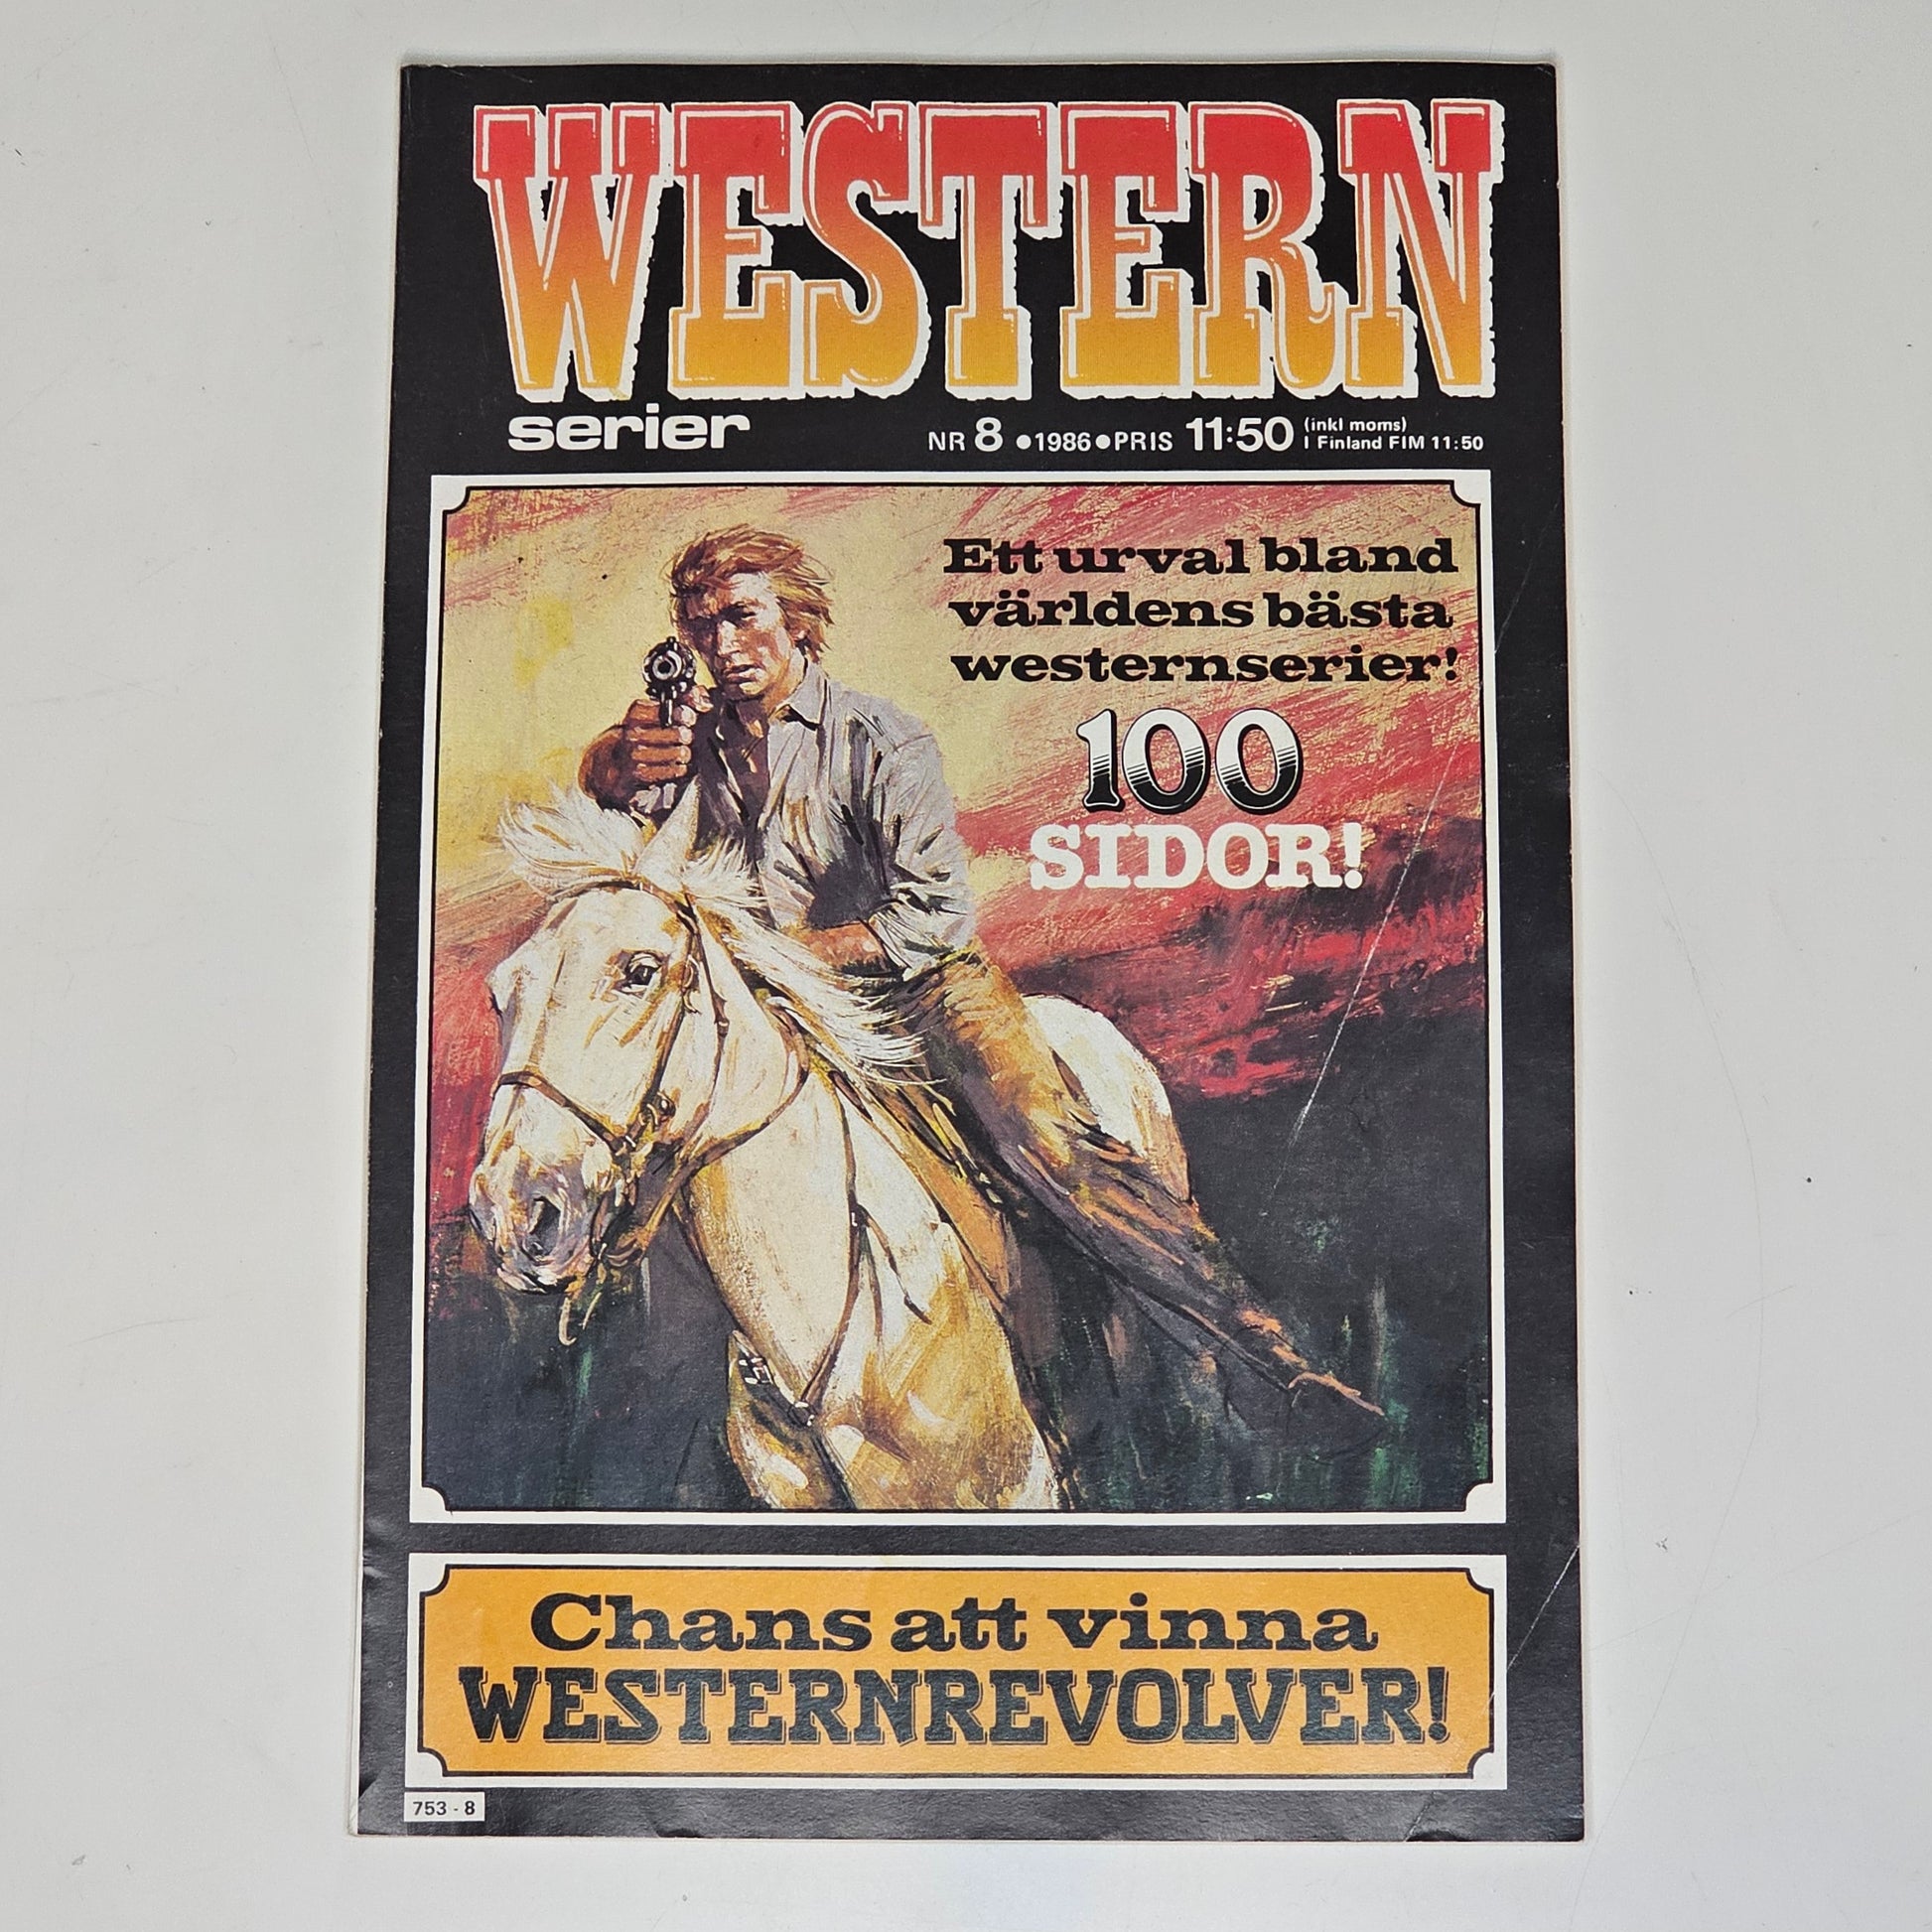 WESTERN
serier
NR 8 •1986•PRIS 11:50 (inkl moms)
I Finland FIM 11:50
Ett urval bland
världens bästa
westernserier!
100
SIDOR!
Chans att vinna
WESTERNREVOLVER!
753 - 8